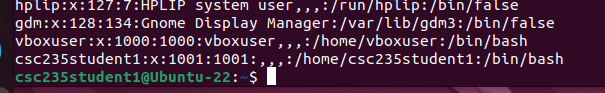 hplip:x:127:7:HPLIP system user,,,:/run/hplip:/bin/false
gdm:x:128:134:Gnome Display Manager:/var/lib/gdm3:/bin/false
vboxuser:x:1000:1000:vboxuser,,,:/home/vboxuser:/bin/bash
csc235student1:x:1001:1001:,,,:/home/csc235student1:/bin/bash
csc235student1@Ubuntu-22:~$